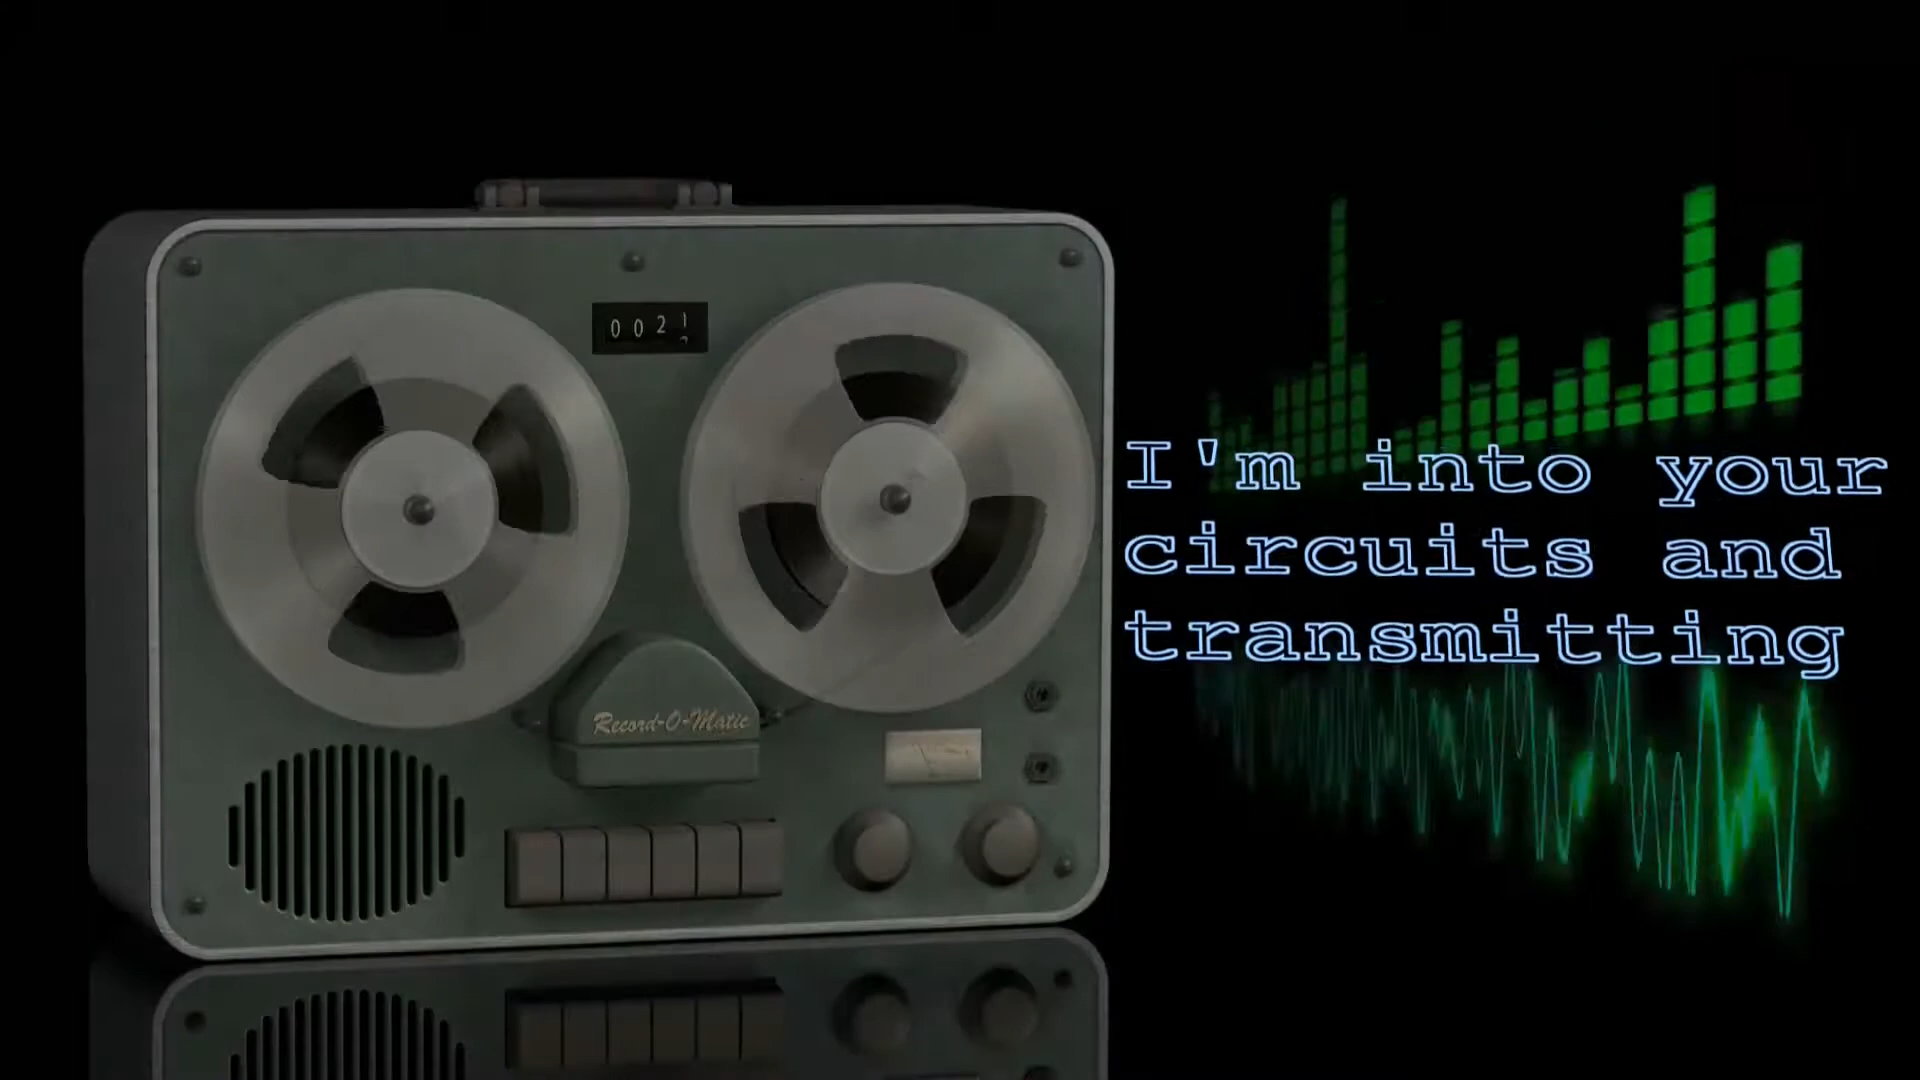 0021
I'm into your
circuits and
transmitting
Record-O-Matic